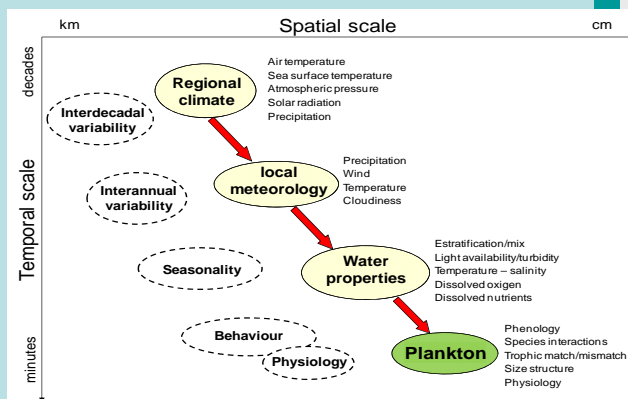 km
Spatial scale
cm
Temporal scale
decades
minutes
Regional
climate
Air temperature
Sea surface temperature
Atmospheric pressure
Solar radiation
Precipitation
Interdecadal
variability
local
meteorology
Precipitation
Wind
Temperature
Cloudiness
Interannual
variability
Water
properties
Estratification/mix
Light availability/turbidity
Temperature – salinity
Dissolved oxigen
Dissolved nutrients
Seasonality
Behaviour
Physiology
Plankton
Phenology
Species interactions
Trophic match/mismatch
Size structure
Physiology